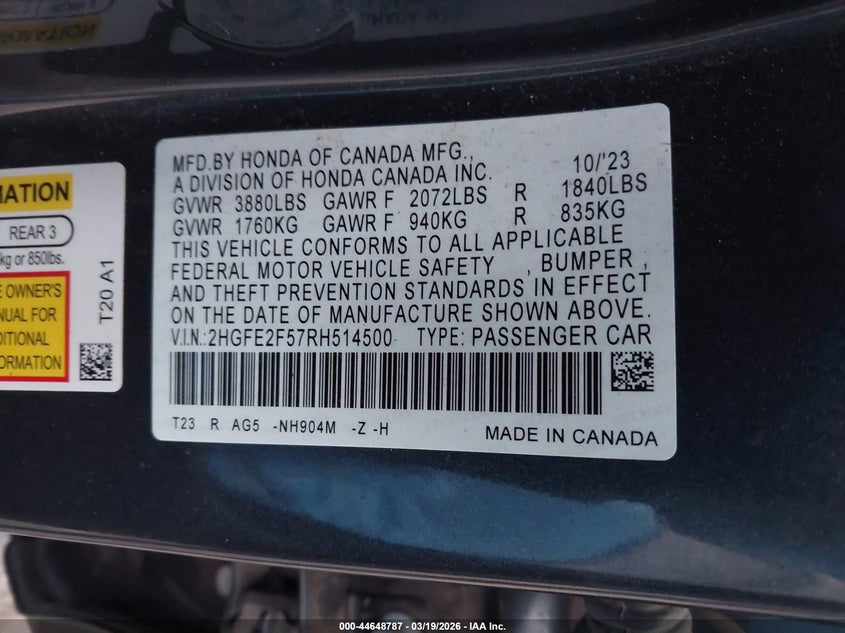 MATION
REAR 3
kg or 850lbs.
E OWNER'S
NUAL FOR
DITIONAL
FORMATION
T20 A1
MFD.BY HONDA OF CANADA MFG., 10/'23
A DIVISION OF HONDA CANADA INC.
GVWR 3880LBS GAWR F 2072LBS R 1840LBS
GVWR 1760KG GAWR F 940KG R 835KG
THIS VEHICLE CONFORMS TO ALL APPLICABLE
FEDERAL MOTOR VEHICLE SAFETY , BUMPER ,
AND THEFT PREVENTION STANDARDS IN EFFECT
ON THE DATE OF MANUFACTURE SHOWN ABOVE.
V.I.N.:2HGFE2F57RH514500 TYPE: PASSENGER CAR
T23 R AG5 -NH904M -Z -H
MADE IN CANADA
000-44648787 - 03/19/2026 - IAA Inc.